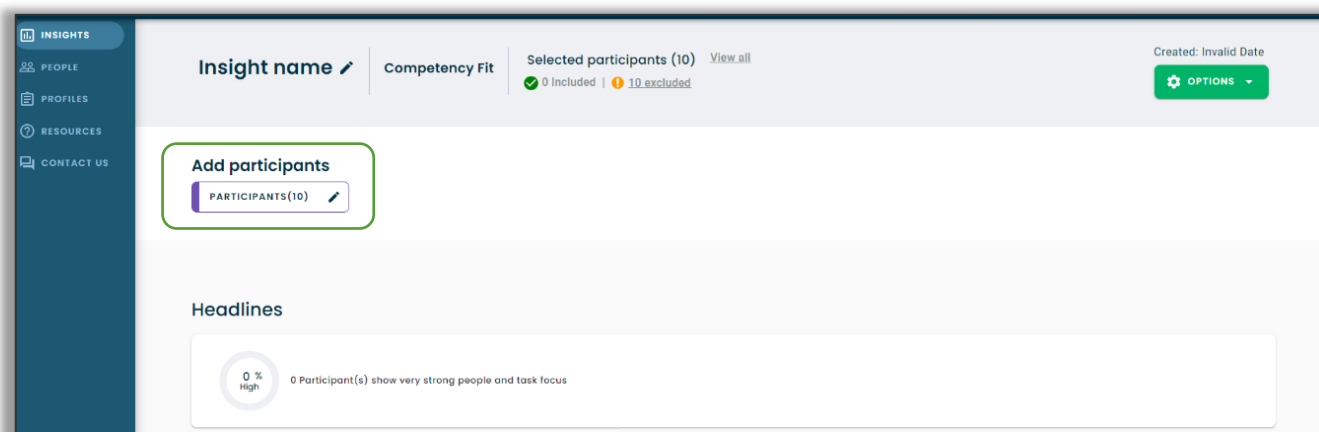 INSIGHTS
PEOPLE
PROFILES
RESOURCES
CONTACT US
Insight name
Competency Fit
Selected participants (10) View all
0 Included | 10 excluded
Created: Invalid Date
OPTIONS
Add participants
PARTICIPANTS(10)
Headlines
0 %
High
0 Participant(s) show very strong people and task focus